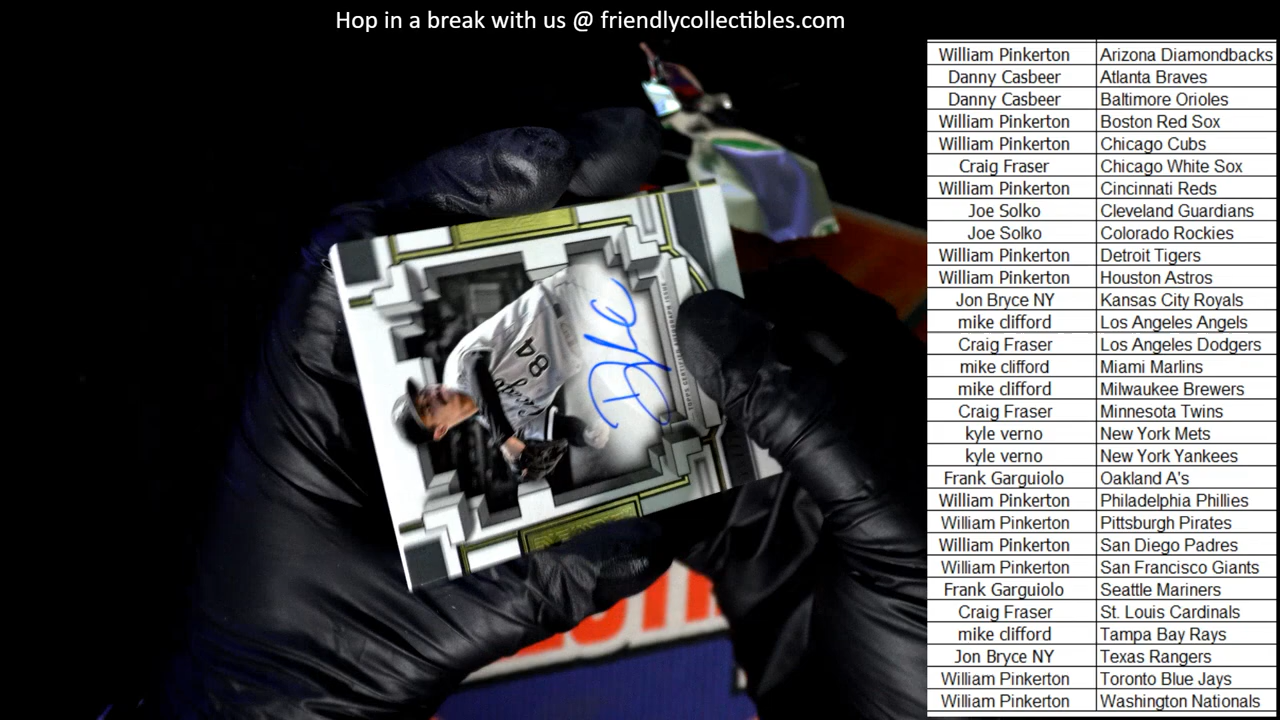 Hop in a break with us @ friendlycollectibles.com
William Pinkerton Arizona Diamondbacks
Danny Casbeer Atlanta Braves
Danny Casbeer Baltimore Orioles
William Pinkerton Boston Red Sox
William Pinkerton Chicago Cubs
Craig Fraser Chicago White Sox
William Pinkerton Cincinnati Reds
Joe Solko Cleveland Guardians
Joe Solko Colorado Rockies
William Pinkerton Detroit Tigers
William Pinkerton Houston Astros
Jon Bryce NY Kansas City Royals
mike clifford Los Angeles Angels
Craig Fraser Los Angeles Dodgers
mike clifford Miami Marlins
mike clifford Milwaukee Brewers
Craig Fraser Minnesota Twins
kyle verno New York Mets
kyle verno New York Yankees
Frank Garguiolo Oakland A's
William Pinkerton Philadelphia Phillies
William Pinkerton Pittsburgh Pirates
William Pinkerton San Diego Padres
William Pinkerton San Francisco Giants
Frank Garguiolo Seattle Mariners
Craig Fraser St. Louis Cardinals
mike clifford Tampa Bay Rays
Jon Bryce NY Texas Rangers
William Pinkerton Toronto Blue Jays
William Pinkerton Washington Nationals
84
TOPPS CERTIFIED AUTOGRAPH ISSUE